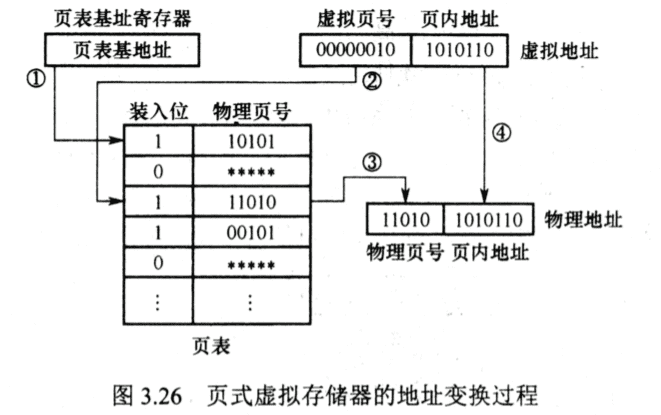 页表基址寄存器 虚拟页号 页内地址
页表基地址 00000010 1010110 虚拟地址
① ②
装入位 物理页号 ④
1 10101
0 ***** ③
1 11010
11010 1010110 物理地址
1 00101
物理页号 页内地址
0 *****
⋮ ⋮
页表
图 3.26 页式虚拟存储器的地址变换过程